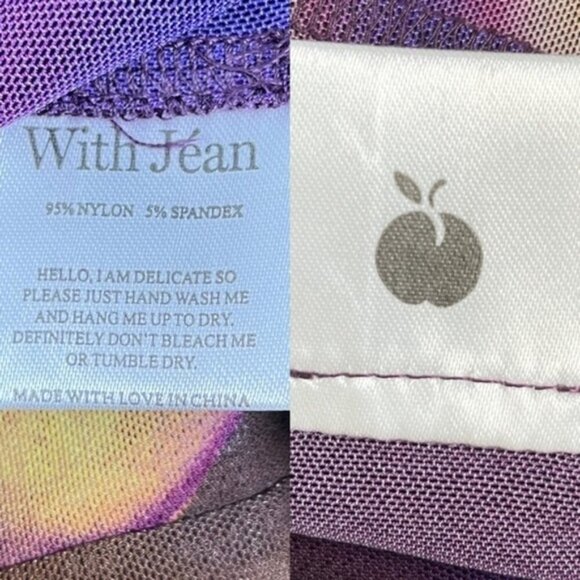 With Jéan
95% NYLON 5% SPANDEX
HELLO, I AM DELICATE SO
PLEASE JUST HAND WASH ME
AND HANG ME UP TO DRY.
DEFINITELY DON'T BLEACH ME
OR TUMBLE DRY.
MADE WITH LOVE IN CHINA